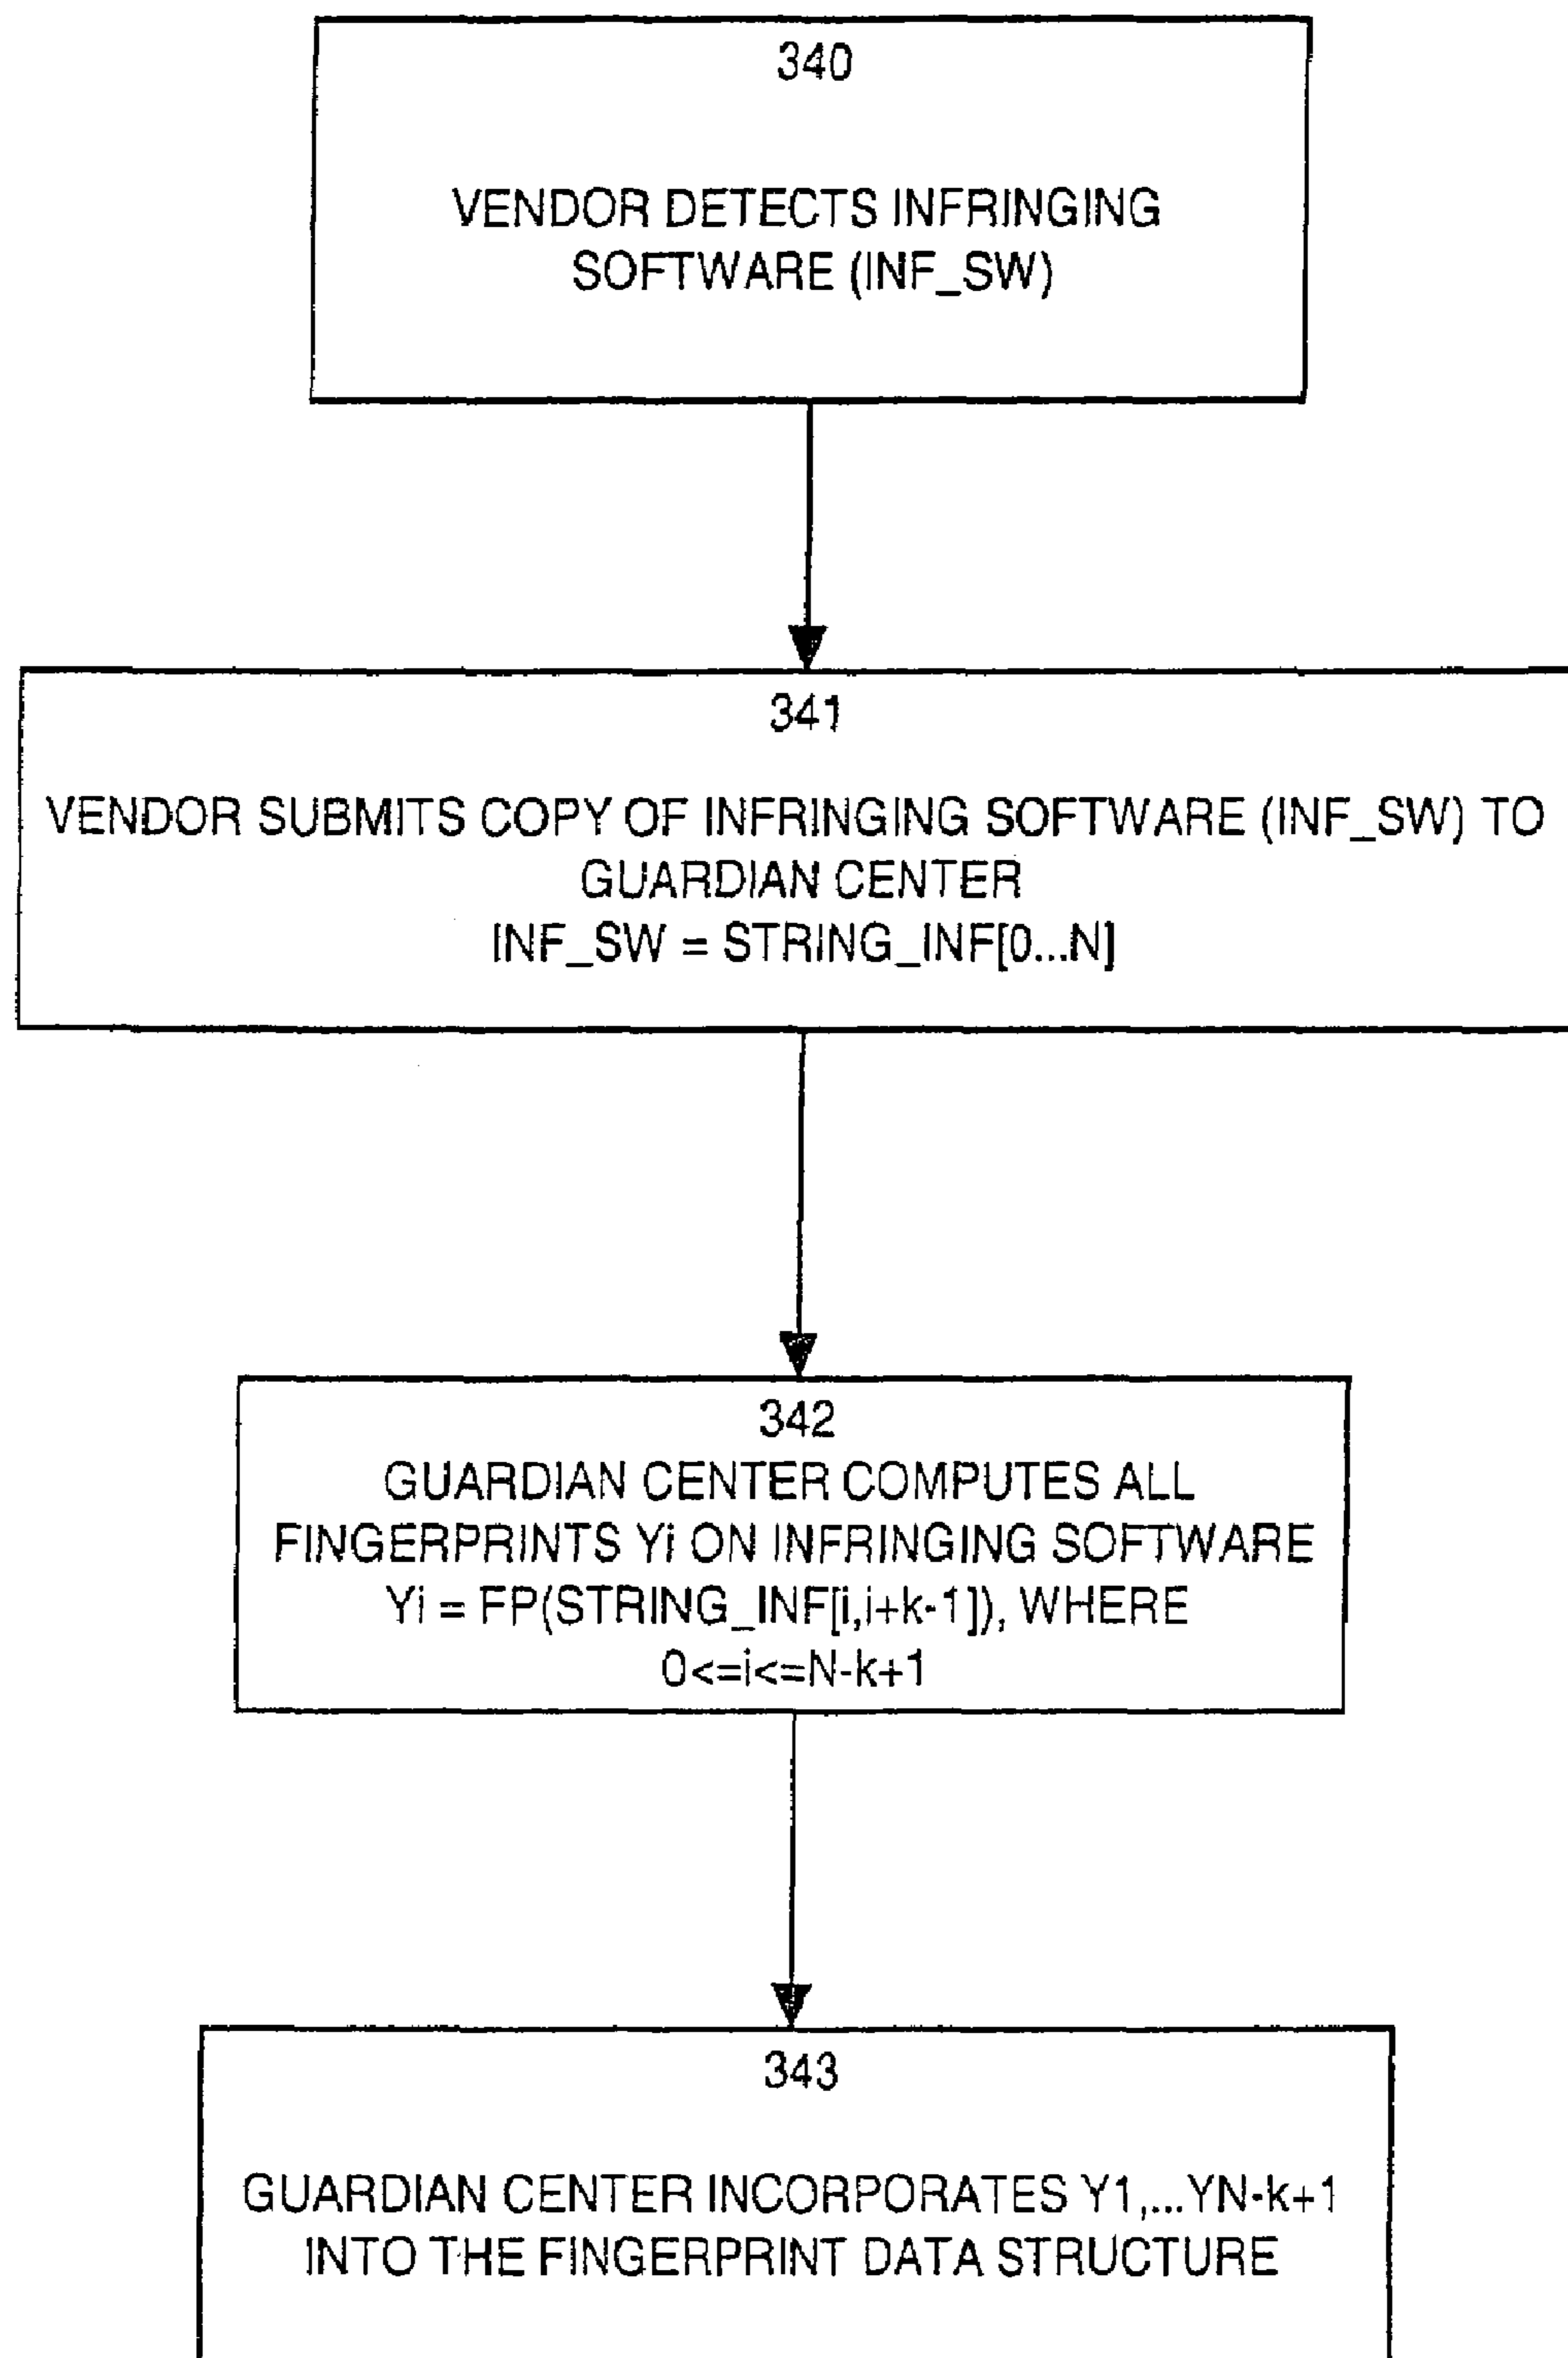 340
VENDOR DETECTS INFRINGING
SOFTWARE (INF_SW)
341
VENDOR SUBMITS COPY OF INFRINGING SOFTWARE (INF_SW) TO
GUARDIAN CENTER
INF_SW = STRING_INF[0...N]
342
GUARDIAN CENTER COMPUTES ALL
FINGERPRINTS Yi ON INFRINGING SOFTWARE
Yi = FP(STRING_INF[i,i+k-1]), WHERE
0<=i<=N-k+1
343
GUARDIAN CENTER INCORPORATES Y1,...YN-k+1
INTO THE FINGERPRINT DATA STRUCTURE